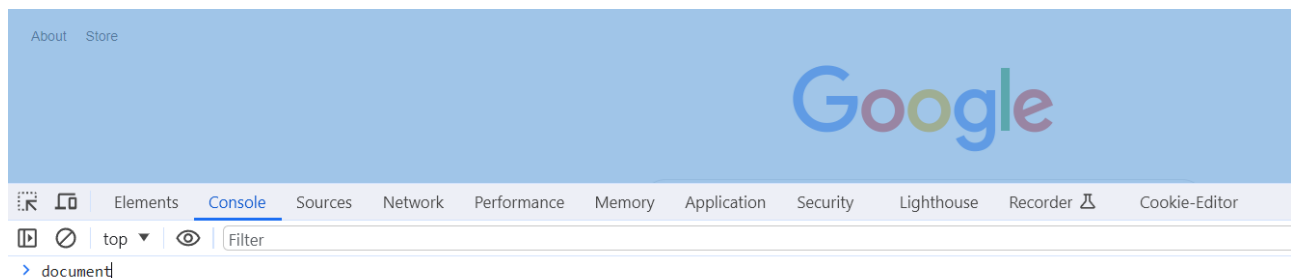 About Store
Google
Elements Console Sources Network Performance Memory Application Security Lighthouse Recorder Cookie-Editor
top ▼ Filter
> document